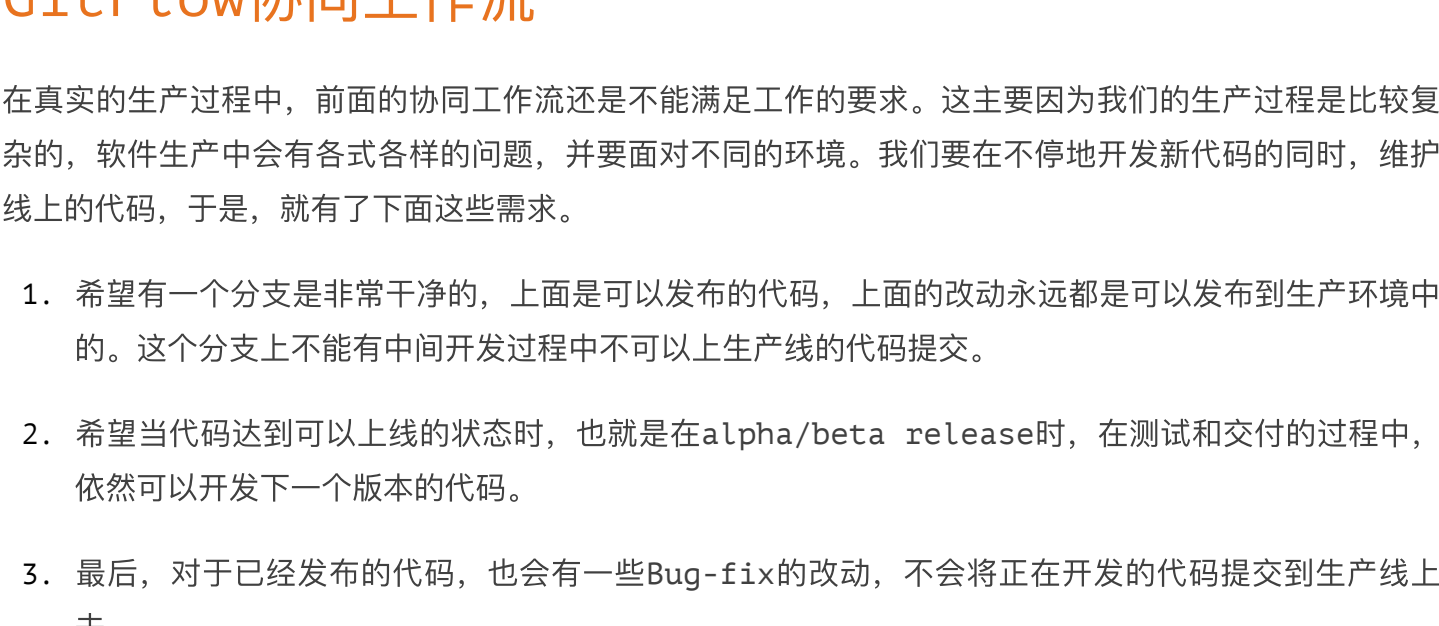 GitFlow协同工作流
在真实的生产过程中，前面的协同工作流还是不能满足工作的要求。这主要因为我们的生产过程是比较复
杂的，软件生产中会有各式各样的问题，并要面对不同的环境。我们要在不停地开发新代码的同时，维护
线上的代码，于是，就有了下面这些需求。
1. 希望有一个分支是非常干净的，上面是可以发布的代码，上面的改动永远都是可以发布到生产环境中
的。这个分支上不能有中间开发过程中不可以上生产线的代码提交。
2. 希望当代码达到可以上线的状态时，也就是在alpha/beta release时，在测试和交付的过程中，
依然可以开发下一个版本的代码。
3. 最后，对于已经发布的代码，也会有一些Bug-fix的改动，不会将正在开发的代码提交到生产线上